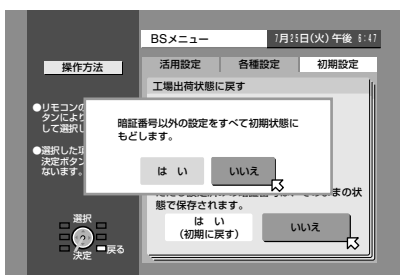 BSメニュー
7月25日(火)午後 6:47
操作方法
活用設定
各種設定
初期設定
工場出荷状態に戻す
●リモコンの
タンによ
して選択し
●選択した
決定ボタン
ないます。
暗証番号以外の設定をすべて初期状態に
もどします。
はい
いいえ
まの状
態で保存されます。
はい
(初期に戻す)
いいえ
選択
戻る
決定